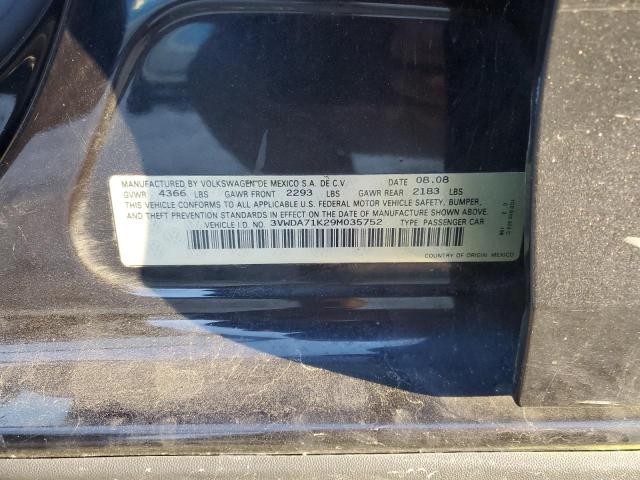 MANUFACTURED BY VOLKSWAGEN DE MEXICO S.A. DE C.V. DATE 08.08
GVWR 4366 LBS GAWR FRONT 2293 LBS GAWR REAR 2183 LBS
THIS VEHICLE CONFORMS TO ALL APPLICABLE U.S. FEDERAL MOTOR VEHICLE SAFETY, BUMPER,
AND THEFT PREVENTION STANDARDS IN EFFECT ON THE DATE OF MANUFACTURE SHOWN ABOVE.
VEHICLE I.D. NO. 3VWDA71K29M035752 TYPE: PASSENGER CAR
COUNTRY OF ORIGIN: MEXICO